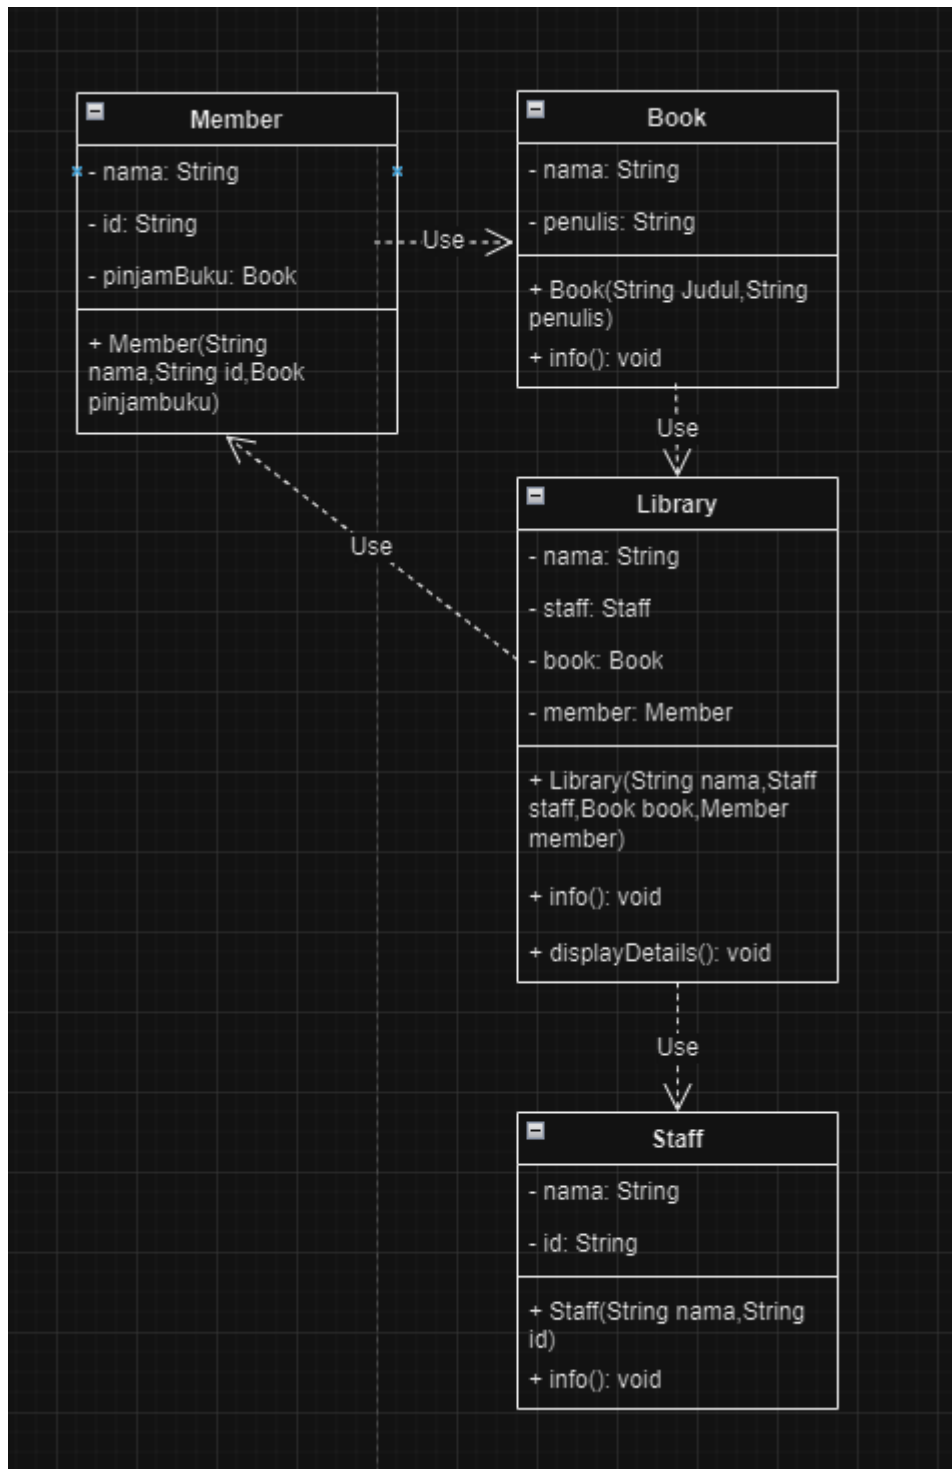 Member
- nama: String
- id: String
- pinjamBuku: Book
+ Member(String
nama,String id,Book
pinjambuku)
Use
Book
- nama: String
- penulis: String
+ Book(String Judul,String
penulis)
+ info(): void
Use
Use
Library
- nama: String
- staff: Staff
- book: Book
- member: Member
+ Library(String nama,Staff
staff,Book book,Member
member)
+ info(): void
+ displayDetails(): void
Use
Staff
- nama: String
- id: String
+ Staff(String nama,String
id)
+ info(): void